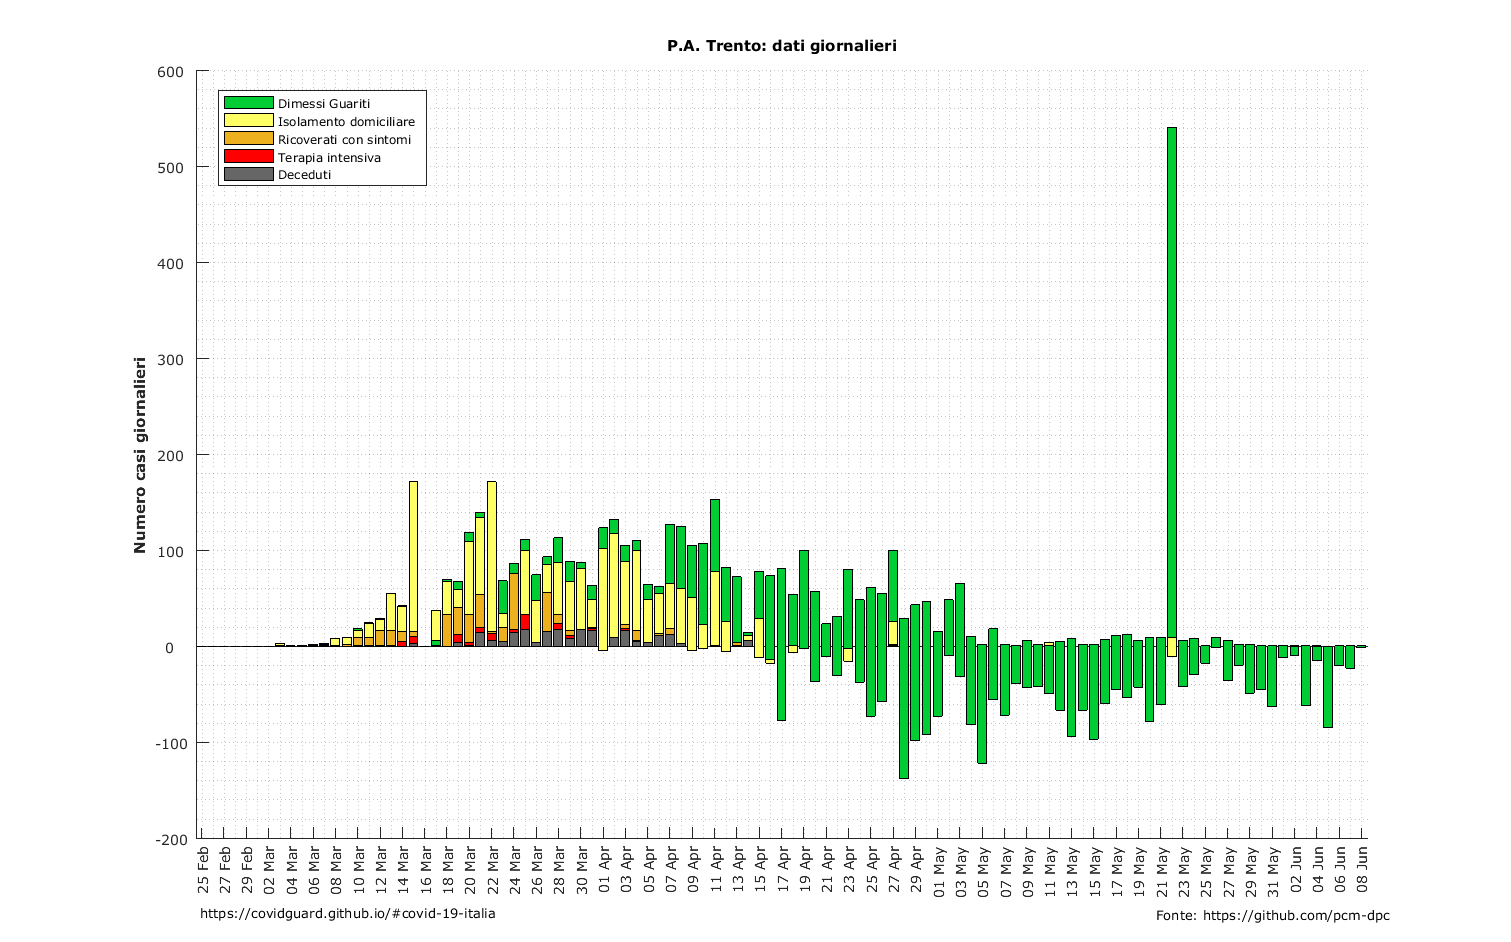 P.A. Trento: dati giornalieri
600
500
400
300
200
100
0
-100
-200
Numero casi giornalieri
Dimessi Guariti
Isolamento domiciliare
Ricoverati con sintomi
Terapia intensiva
Deceduti
25 Feb
27 Feb
29 Feb
02 Mar
04 Mar
06 Mar
08 Mar
10 Mar
12 Mar
14 Mar
16 Mar
18 Mar
20 Mar
22 Mar
24 Mar
26 Mar
28 Mar
30 Mar
01 Apr
03 Apr
05 Apr
07 Apr
09 Apr
11 Apr
13 Apr
15 Apr
17 Apr
19 Apr
21 Apr
23 Apr
25 Apr
27 Apr
29 Apr
01 May
03 May
05 May
07 May
09 May
11 May
13 May
15 May
17 May
19 May
21 May
23 May
25 May
27 May
29 May
31 May
02 Jun
04 Jun
06 Jun
08 Jun
https://covidguard.github.io/#covid-19-italia
Fonte: https://github.com/pcm-dpc